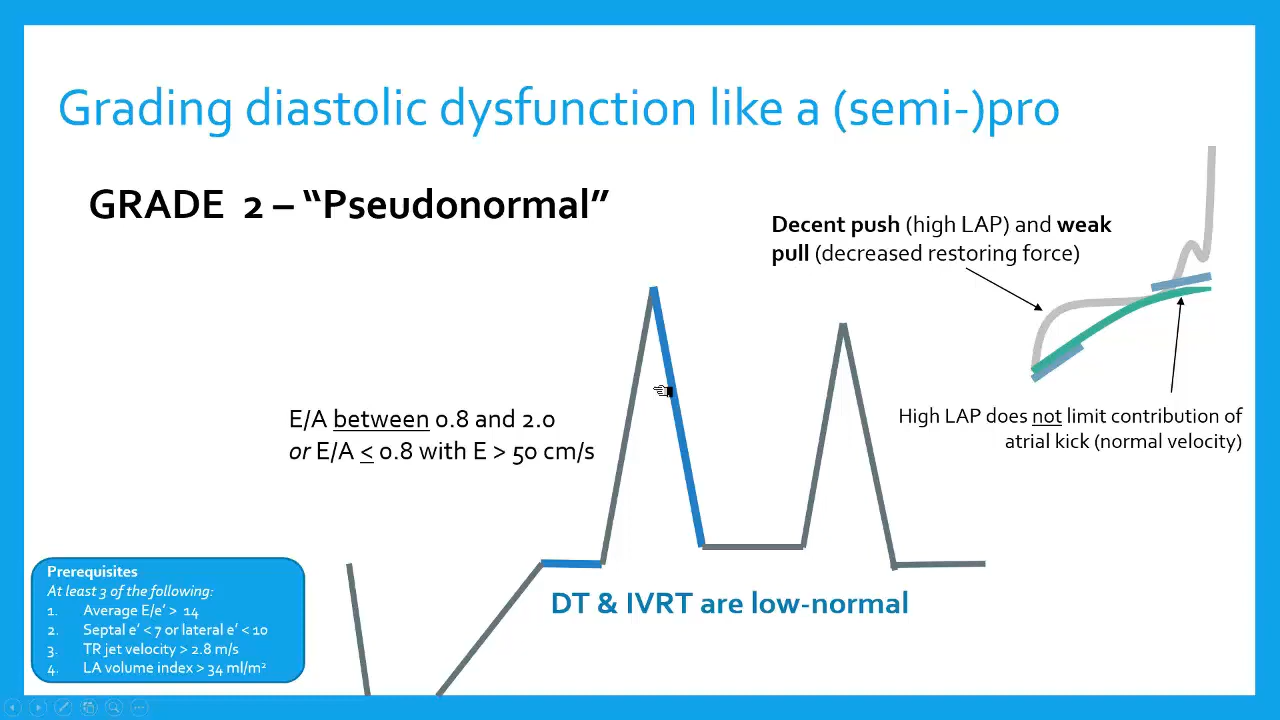 Grading diastolic dysfunction like a (semi-)pro
GRADE 2 – “Pseudonormal”
Decent push (high LAP) and weak
pull (decreased restoring force)
High LAP does not limit contribution of
atrial kick (normal velocity)
E/A between 0.8 and 2.0
or E/A < 0.8 with E > 50 cm/s
DT & IVRT are low-normal
Prerequisites
At least 3 of the following:
1. Average E/e’ > 14
2. Septal e’ < 7 or lateral e’ < 10
3. TR jet velocity > 2.8 m/s
4. LA volume index > 34 ml/m²